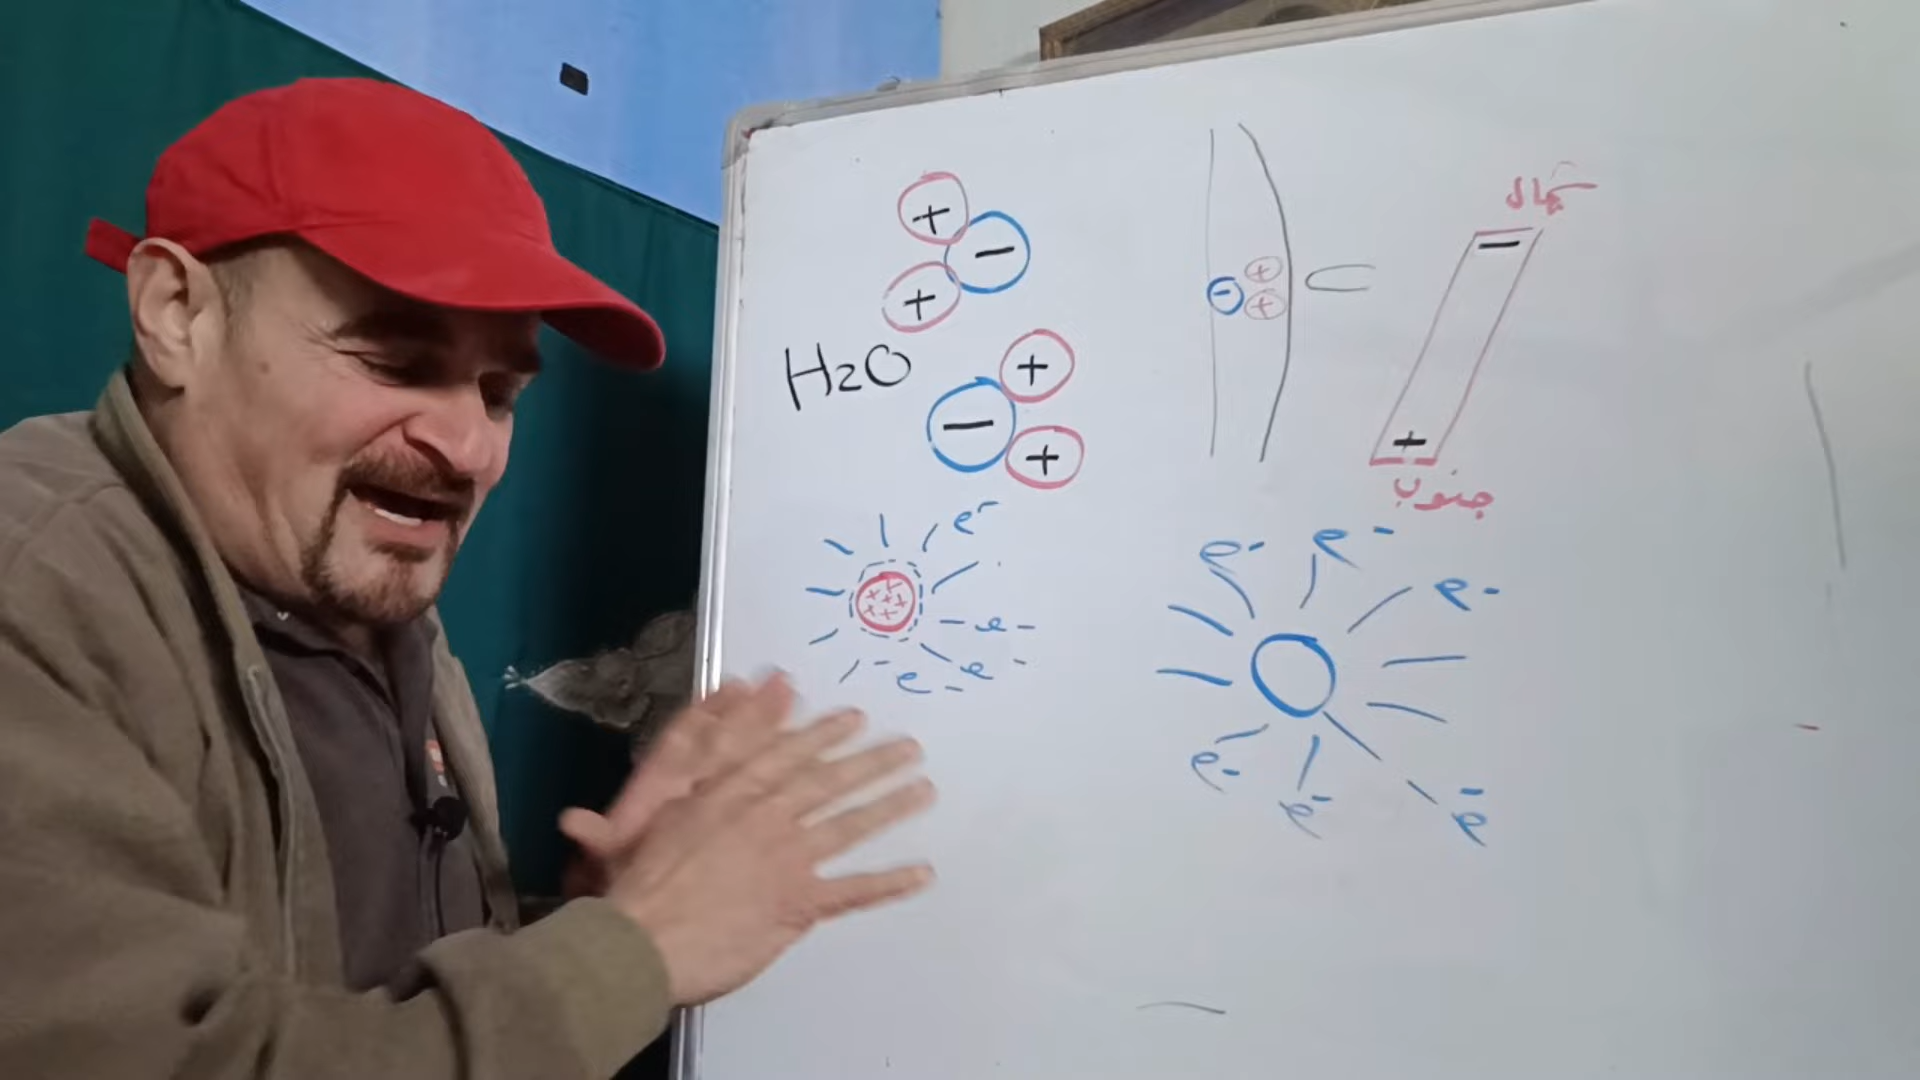 شمال
+
-
+
-
+
+
-
+
H2O
+
-
+
-
+
+
جنوب
e-
e-
e-
e-
+ + + + + +
e-
e-
e-
e-
e-
e-